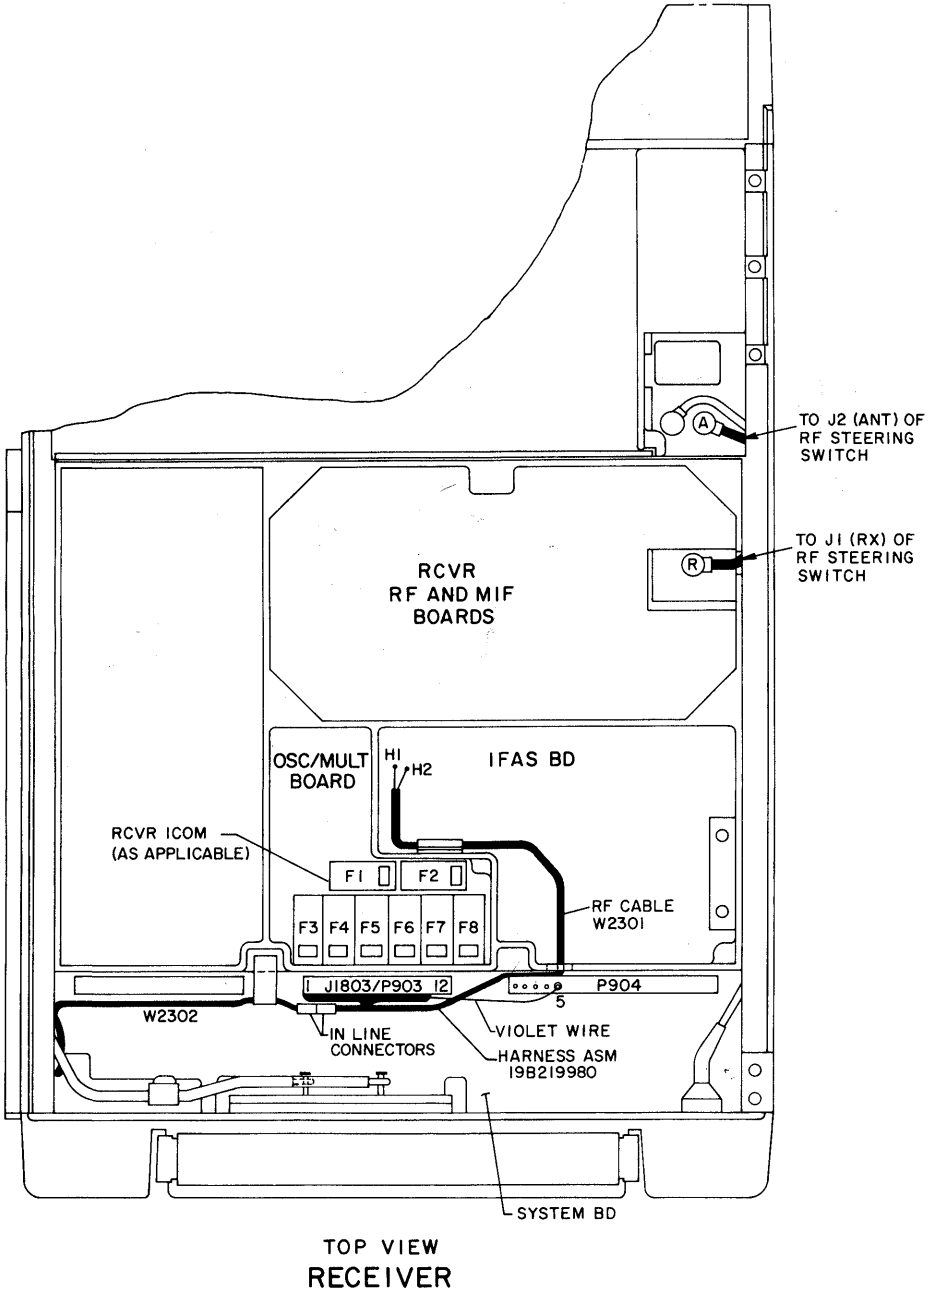 A
TO J2 (ANT) OF
RF STEERING
SWITCH
R
TO J1 (RX) OF
RF STEERING
SWITCH
RCVR
RF AND MIF
BOARDS
OSC/MULT
BOARD
H1
H2
IFAS BD
RCVR ICOM
(AS APPLICABLE)
F1
F2
F3
F4
F5
F6
F7
F8
RF CABLE
W2301
1 J1803/P903 12
P904
5
W2302
IN LINE
CONNECTORS
VIOLET WIRE
HARNESS ASM
19B219980
SYSTEM BD
TOP VIEW
RECEIVER